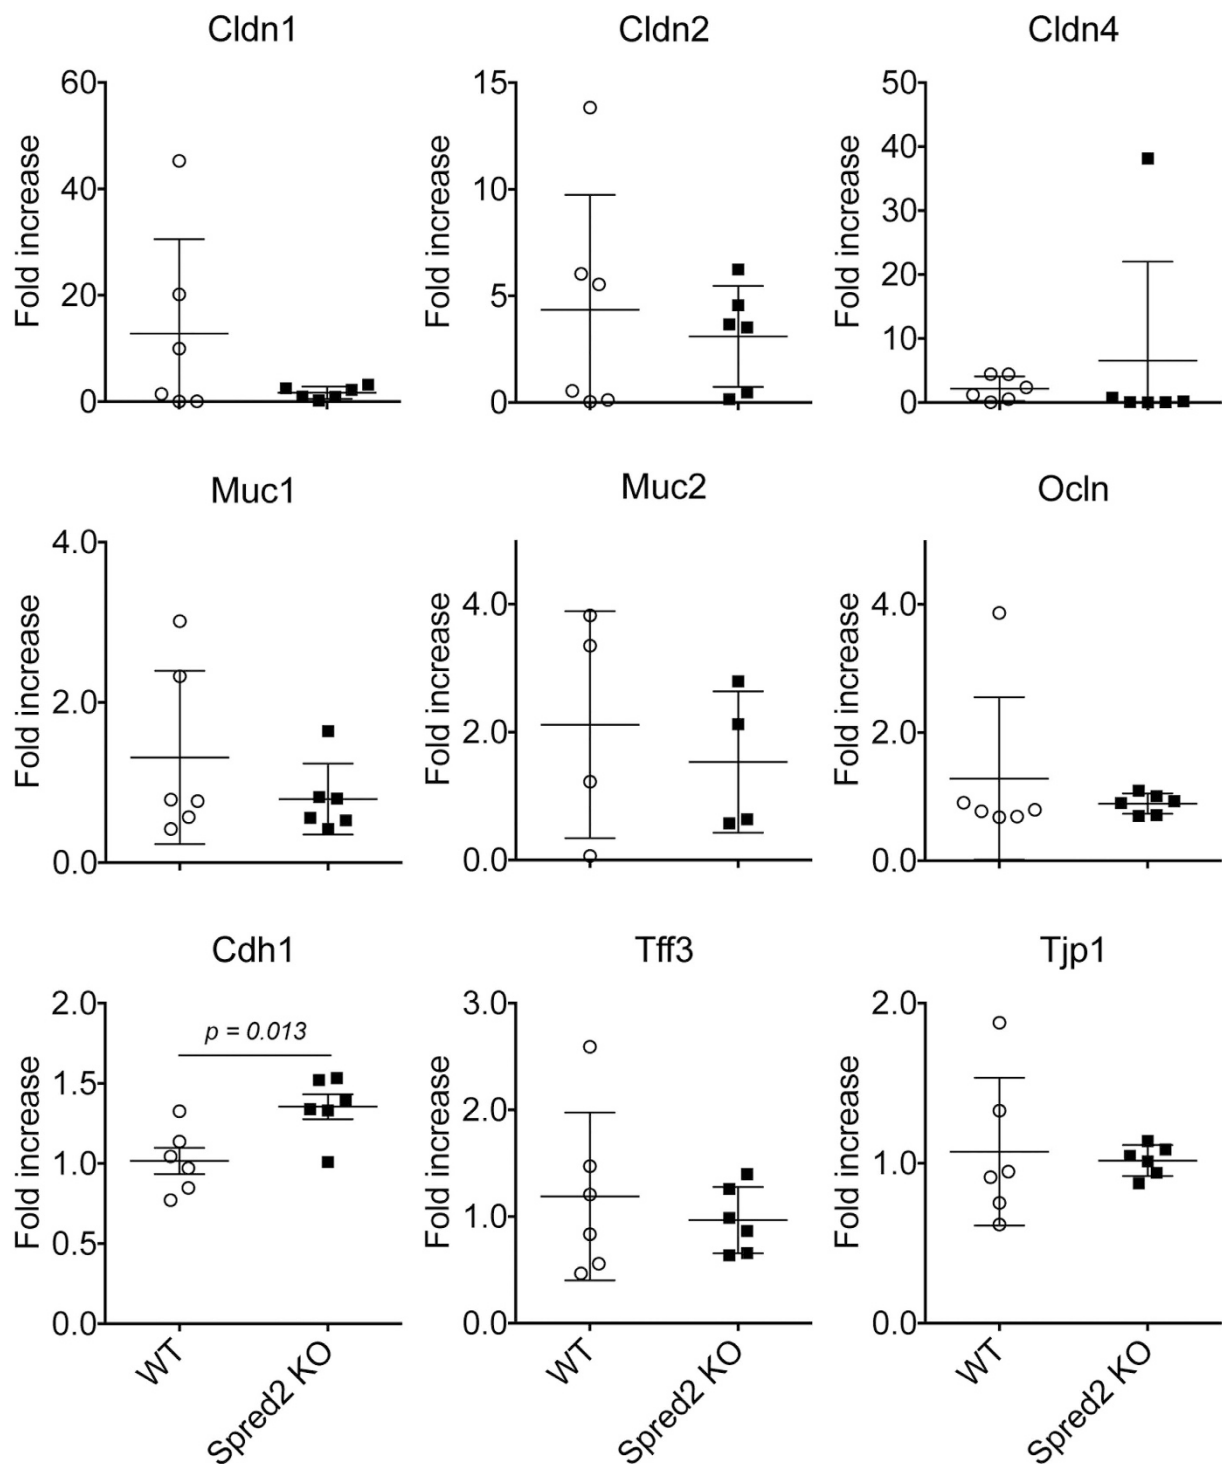 Cldn1
Cldn2
Cldn4
Fold increase
60
40
20
0
Fold increase
15
10
5
0
Fold increase
50
40
30
20
10
0
Muc1
Muc2
Ocln
Fold increase
4.0
2.0
0.0
Fold increase
4.0
2.0
0.0
Fold increase
4.0
2.0
0.0
Cdh1
Tff3
Tjp1
Fold increase
2.0
1.5
1.0
0.5
0.0
p = 0.013
Fold increase
3.0
2.0
1.0
0.0
Fold increase
2.0
1.0
0.0
WT
Spred2 KO
WT
Spred2 KO
WT
Spred2 KO